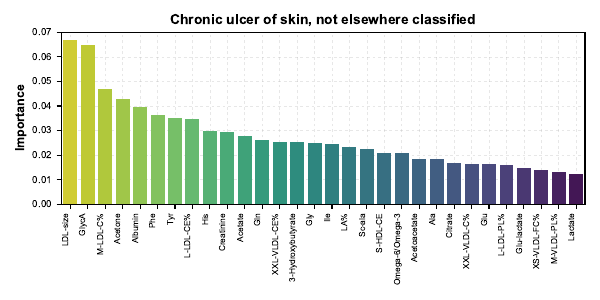 Chronic ulcer of skin, not elsewhere classified
Importance
0.07
0.06
0.05
0.04
0.03
0.02
0.01
0.00
LDL-size
GlycA
M-LDL-C%
Acetone
Albumin
Phe
Tyr
L-LDL-CE%
His
Creatinine
Acetate
Gln
XXL-VLDL-CE%
3-Hydroxybutyrate
Gly
Ile
LA%
S-HDL-CE
Omega-6/Omega-3
Acetoacetate
Ala
Citrate
XXL-VLDL-C%
Glu
L-LDL-PL%
Glu-lactate
XS-VLDL-FC%
M-VLDL-PL%
Lactate